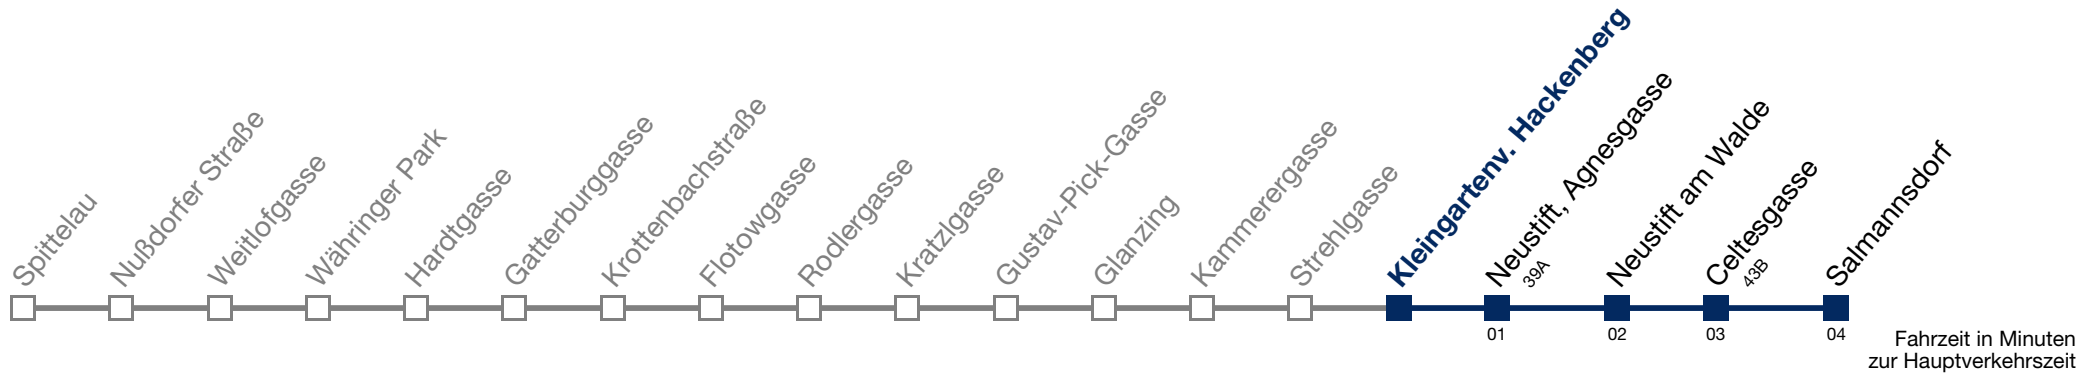 Spittelau
Nußdorfer Straße
Weitlofgasse
Währinger Park
Hardtgasse
Gatterburggasse
Krottenbachstraße
Flotowgasse
Rodlergasse
Kratzlgasse
Gustav-Pick-Gasse
Glanzing
Kammerergasse
Strehlgasse
Kleingartenv. Hackenberg
Neustift, Agnesgasse
39A
Neustift am Walde
Celtesgasse
43B
Salmannsdorf
01
02
03
04
Fahrzeit in Minuten
zur Hauptverkehrszeit